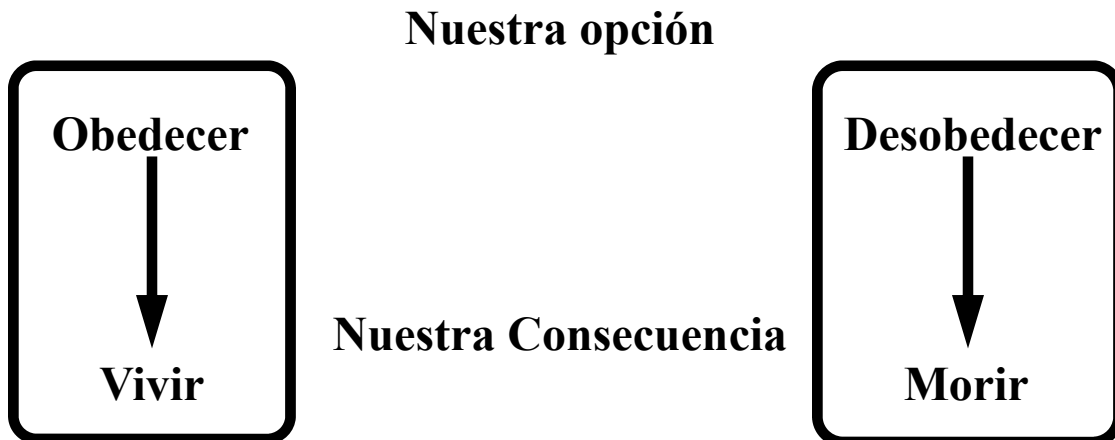 Nuestra opción
Obedecer
Desobedecer
Nuestra Consecuencia
Vivir
Morir